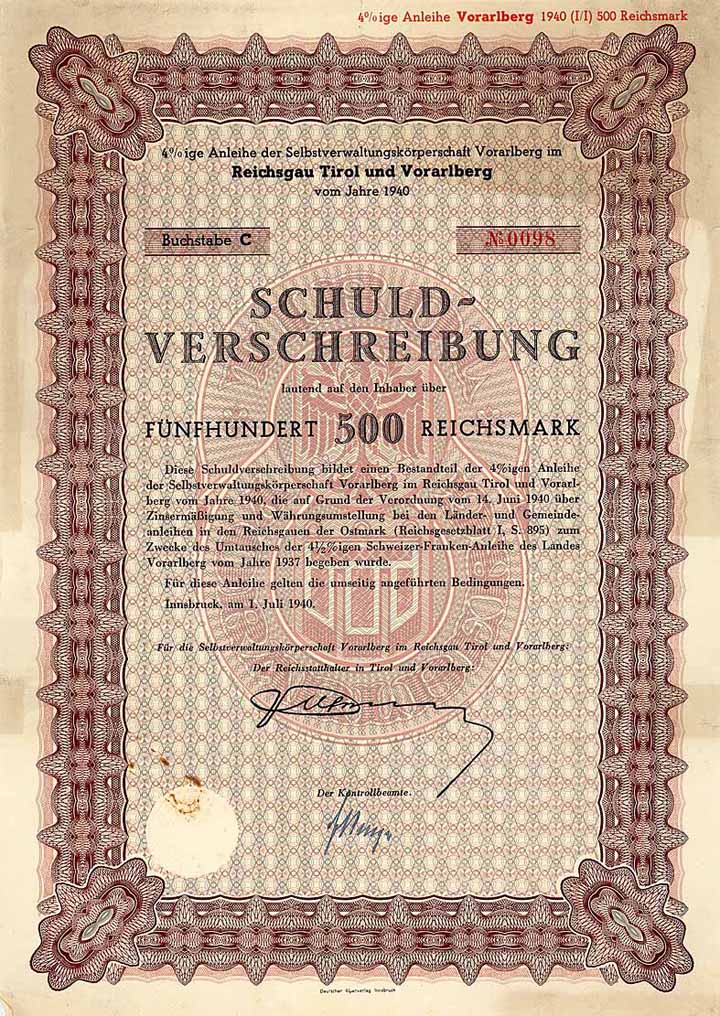 4%ige Anleihe Vorarlberg 1940 (I/I) 500 Reichsmark
4%ige Anleihe der Selbstverwaltungskörperschaft Vorarlberg im
Reichsgau Tirol und Vorarlberg
vom Jahre 1940
Buchstabe C № 0098
SCHULD-
VERSCHREIBUNG
lautend auf den Inhaber über
FÜNFHUNDERT 500 REICHSMARK
Diese Schuldverschreibung bildet einen Bestandteil der 4%igen Anleihe
der Selbstverwaltungskörperschaft Vorarlberg im Reichsgau Tirol und Vorarl-
berg vom Jahre 1940, die auf Grund der Verordnung vom 14. Juni 1940 über
Zinsermäßigung und Währungsumstellung bei den Länder- und Gemeinde-
anleihen in den Reichsgauen der Ostmark (Reichsgesetzblatt I, S. 895) zum
Zwecke des Umtausches der 4½%igen Schweizer-Franken-Anleihe des Landes
Vorarlberg vom Jahre 1937 begeben wurde.
Für diese Anleihe gelten die umseitig angeführten Bedingungen.
Innsbruck, am 1. Juli 1940.
Für die Selbstverwaltungskörperschaft Vorarlberg im Reichsgau Tirol und Vorarlberg:
Der Reichsstatthalter in Tirol und Vorarlberg:
Der Kontrollbeamte.
Deutscher Alpenverlag Innsbruck